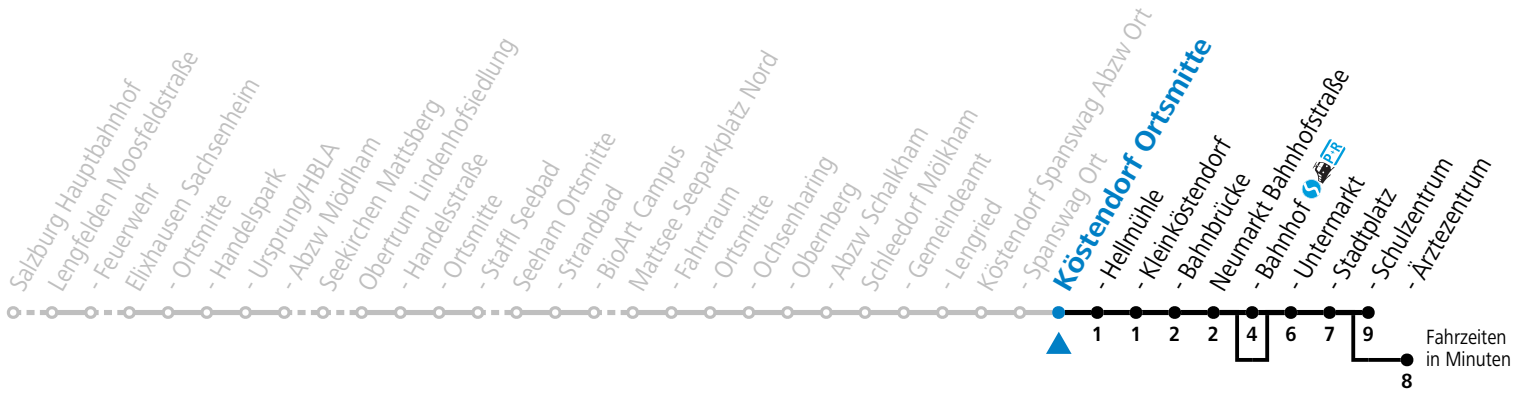 Salzburg Hauptbahnhof
Lengfelden Moosfeldstraße
- Feuerwehr
Elixhausen Sachsenheim
- Ortsmitte
- Handelspark
- Ursprung/HBLA
- Abzw Mödlham
Seekirchen Mattsberg
Obertrum Lindenhofsiedlung
- Handelsstraße
- Ortsmitte
- Staffl Seebad
Seeham Ortsmitte
- Strandbad
- BioArt Campus
Mattsee Seeparkplatz Nord
- Fahrtraum
- Ortsmitte
- Ochsenharing
- Obernberg
- Abzw Schalkham
Schleedorf Mölkham
- Gemeindeamt
- Lengried
Köstendorf Spanswag Abzw Ort
- Spanswag Ort
Köstendorf Ortsmitte
- Hellmühle
- Kleinköstendorf
- Bahnbrücke
Neumarkt Bahnhofstraße
- Bahnhof S P+R
- Untermarkt
- Stadtplatz
- Schulzentrum
- Ärztezentrum
1 1 2 2 4 6 7 9
8
Fahrzeiten
in Minuten